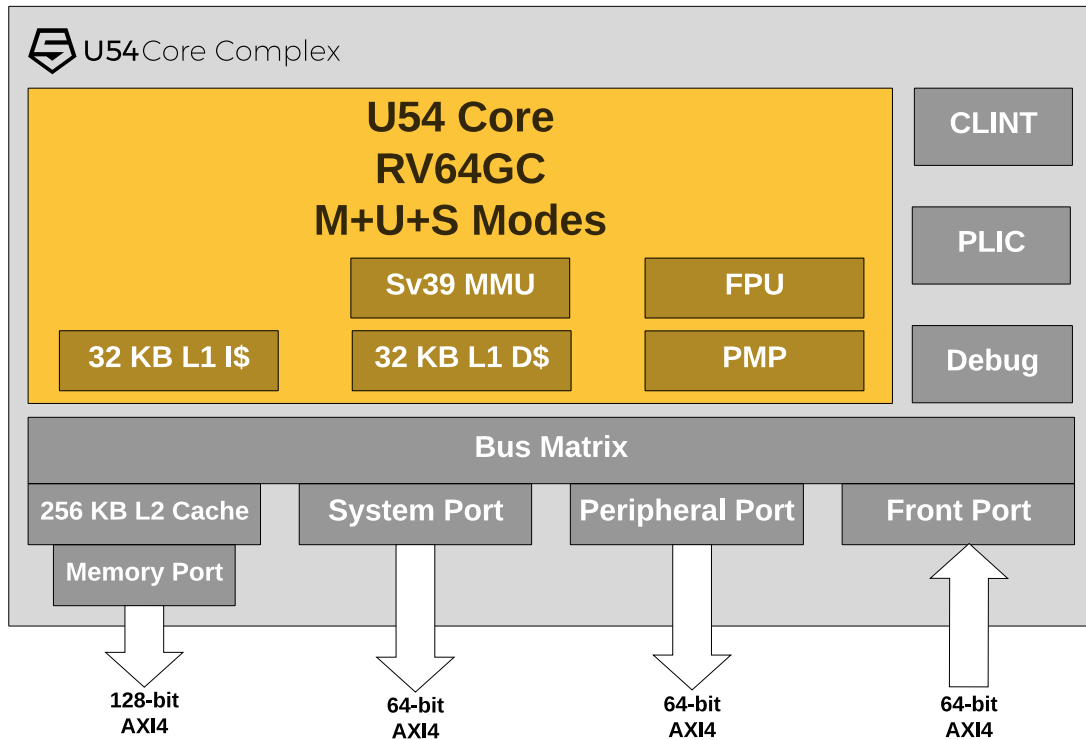 U54 Core Complex
U54 Core
RV64GC
M+U+S Modes
Sv39 MMU
FPU
32 KB L1 I$
32 KB L1 D$
PMP
CLINT
PLIC
Debug
Bus Matrix
256 KB L2 Cache
System Port
Peripheral Port
Front Port
Memory Port
128-bit
AXI4
64-bit
AXI4
64-bit
AXI4
64-bit
AXI4